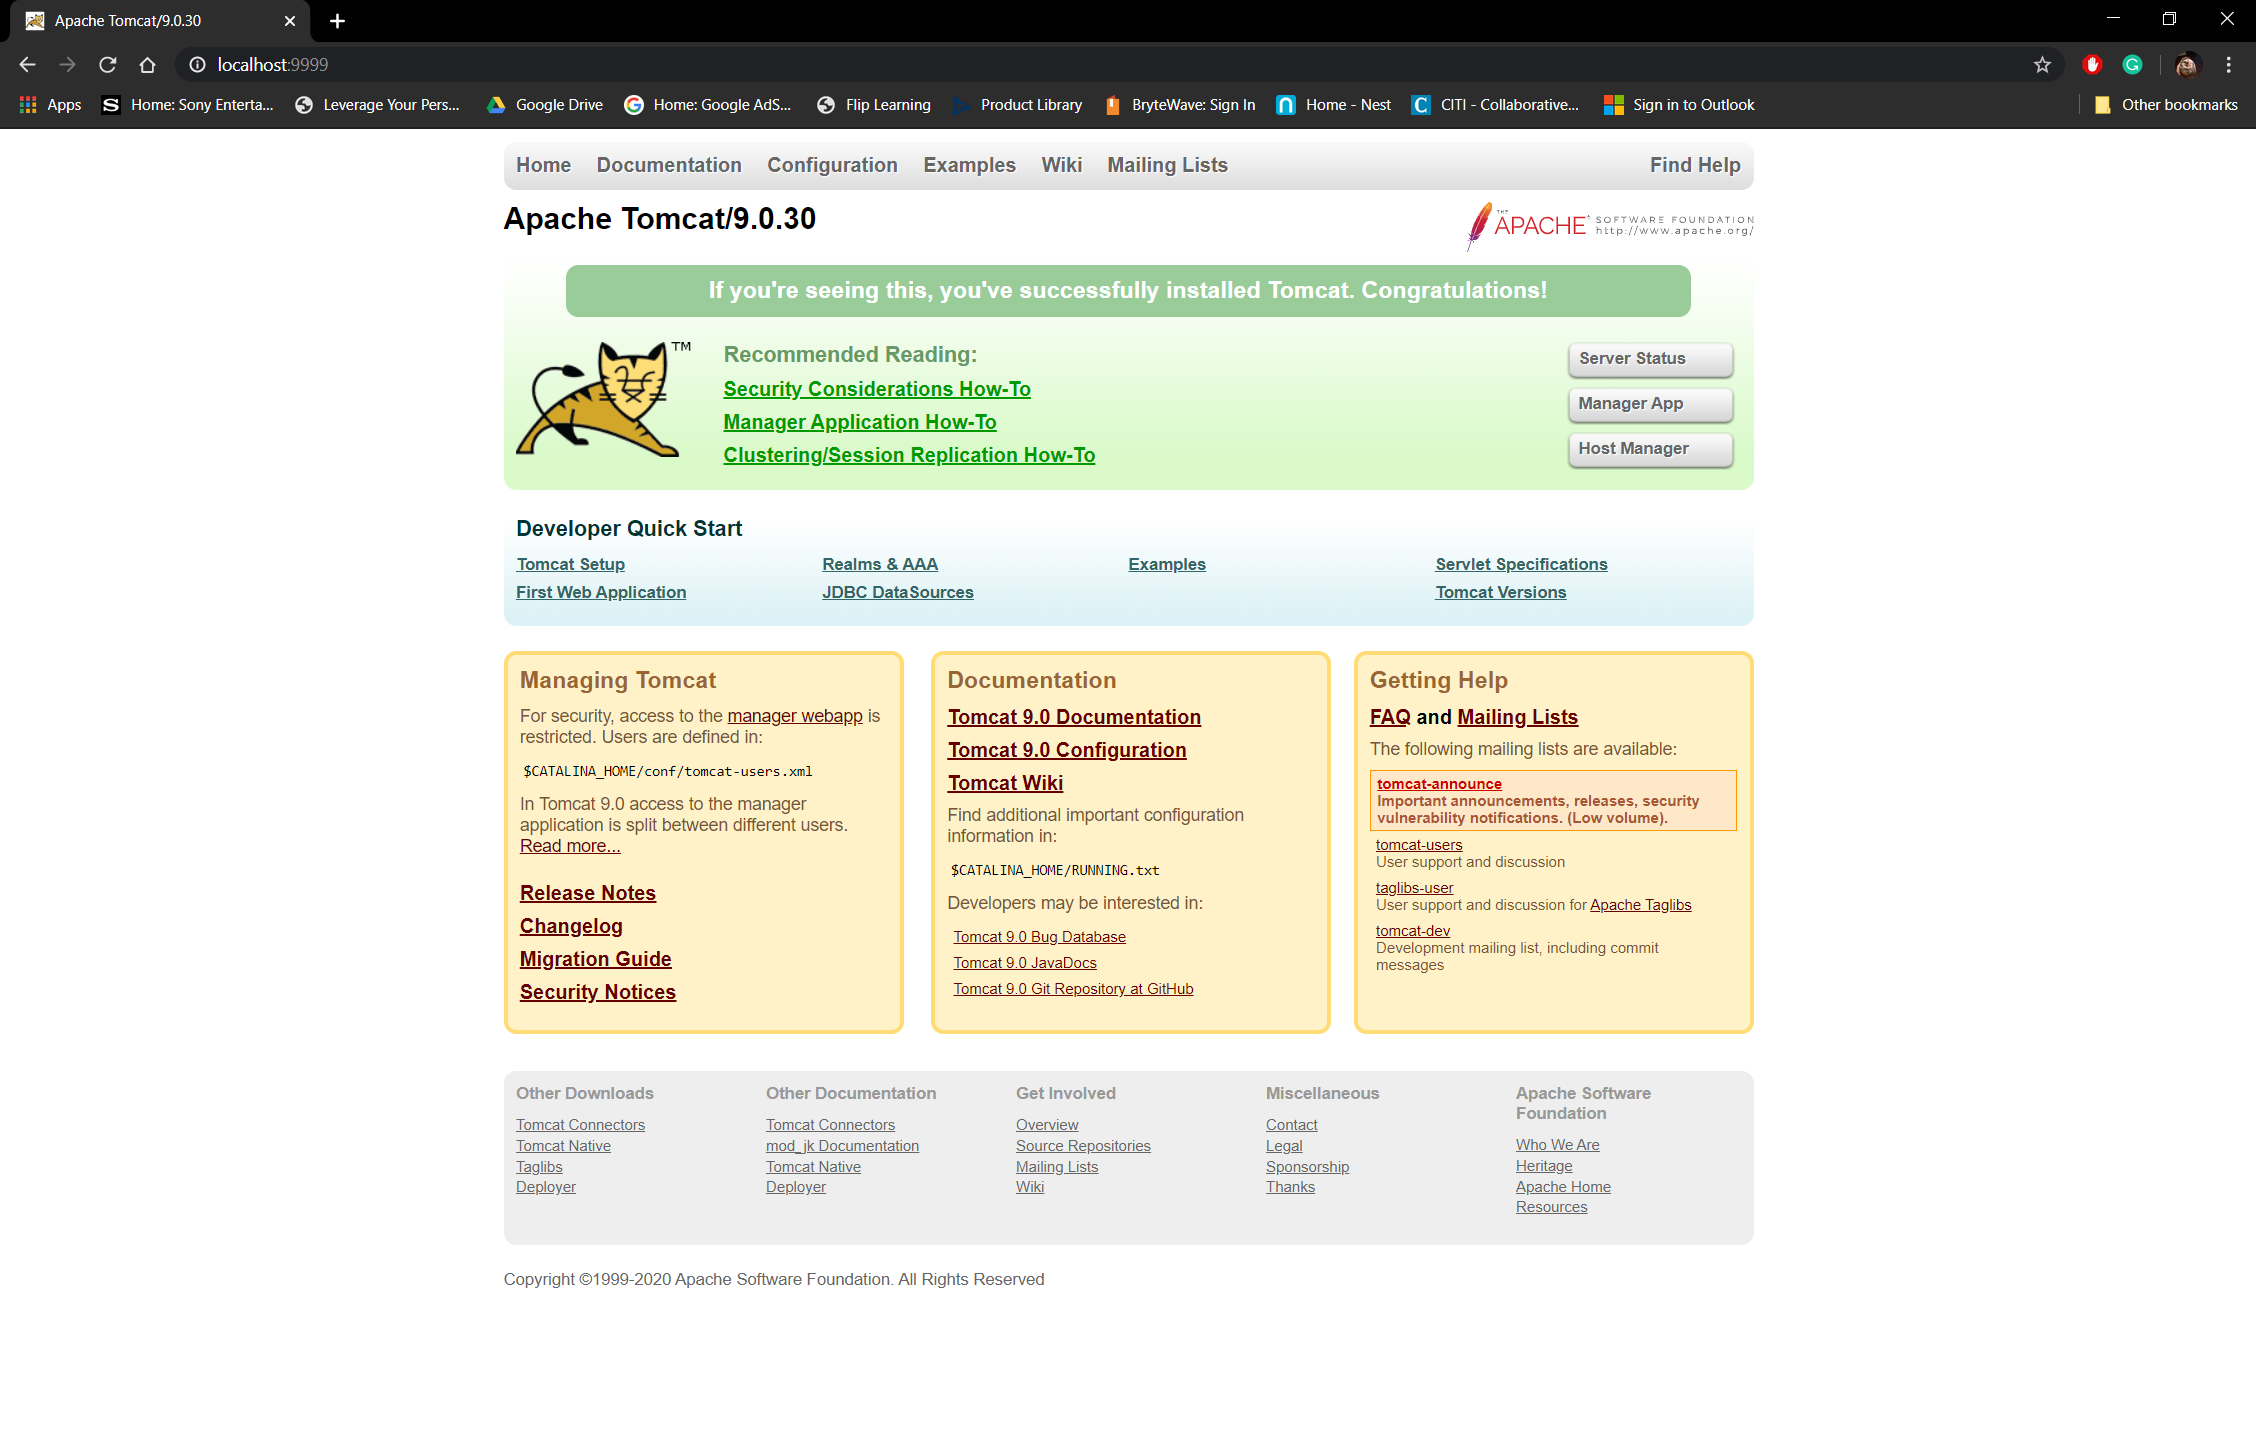 Apache Tomcat/9.0.30
localhost:9999
Apps Home: Sony Enterta... Leverage Your Pers... Google Drive Home: Google AdS... Flip Learning Product Library BryteWave: Sign In Home - Nest CITI - Collaborative... Sign in to Outlook Other bookmarks
Home Documentation Configuration Examples Wiki Mailing Lists Find Help
Apache Tomcat/9.0.30
THE APACHE SOFTWARE FOUNDATION
http://www.apache.org/
If you're seeing this, you've successfully installed Tomcat. Congratulations!
TM
Recommended Reading:
Security Considerations How-To
Manager Application How-To
Clustering/Session Replication How-To
Server Status
Manager App
Host Manager
Developer Quick Start
Tomcat Setup
First Web Application
Realms & AAA
JDBC DataSources
Examples
Servlet Specifications
Tomcat Versions
Managing Tomcat
For security, access to the manager webapp is
restricted. Users are defined in:
$CATALINA_HOME/conf/tomcat-users.xml
In Tomcat 9.0 access to the manager
application is split between different users.
Read more...
Release Notes
Changelog
Migration Guide
Security Notices
Documentation
Tomcat 9.0 Documentation
Tomcat 9.0 Configuration
Tomcat Wiki
Find additional important configuration
information in:
$CATALINA_HOME/RUNNING.txt
Developers may be interested in:
Tomcat 9.0 Bug Database
Tomcat 9.0 JavaDocs
Tomcat 9.0 Git Repository at GitHub
Getting Help
FAQ and Mailing Lists
The following mailing lists are available:
tomcat-announce
Important announcements, releases, security
vulnerability notifications. (Low volume).
tomcat-users
User support and discussion
taglibs-user
User support and discussion for Apache Taglibs
tomcat-dev
Development mailing list, including commit
messages
Other Downloads
Tomcat Connectors
Tomcat Native
Taglibs
Deployer
Other Documentation
Tomcat Connectors
mod_jk Documentation
Tomcat Native
Deployer
Get Involved
Overview
Source Repositories
Mailing Lists
Wiki
Miscellaneous
Contact
Legal
Sponsorship
Thanks
Apache Software
Foundation
Who We Are
Heritage
Apache Home
Resources
Copyright ©1999-2020 Apache Software Foundation. All Rights Reserved